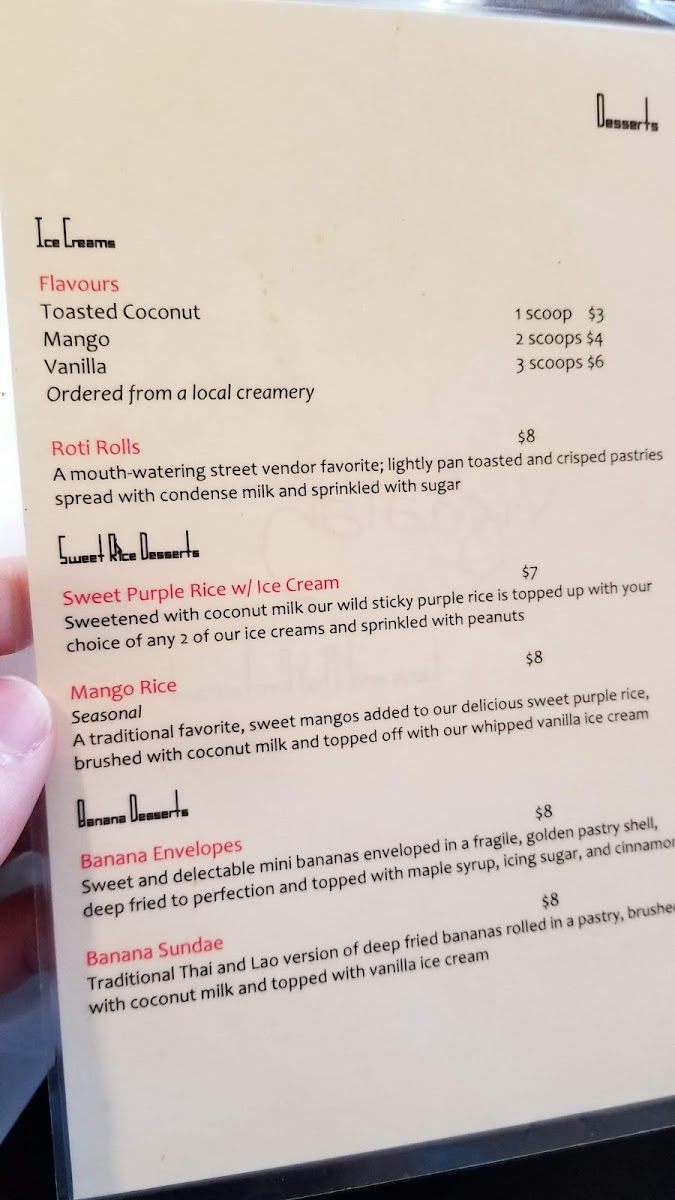 Desserts
Ice Creams
Flavours
Toasted Coconut 1 scoop $3
Mango 2 scoops $4
Vanilla 3 scoops $6
Ordered from a local creamery
Roti Rolls $8
A mouth-watering street vendor favorite; lightly pan toasted and crisped pastries
spread with condense milk and sprinkled with sugar
Sweet Rice Desserts
Sweet Purple Rice w/ Ice Cream $7
Sweetened with coconut milk our wild sticky purple rice is topped up with your
choice of any 2 of our ice creams and sprinkled with peanuts
Mango Rice $8
Seasonal
A traditional favorite, sweet mangos added to our delicious sweet purple rice,
brushed with coconut milk and topped off with our whipped vanilla ice cream
Banana Desserts
Banana Envelopes $8
Sweet and delectable mini bananas enveloped in a fragile, golden pastry shell,
deep fried to perfection and topped with maple syrup, icing sugar, and cinnamon
Banana Sundae $8
Traditional Thai and Lao version of deep fried bananas rolled in a pastry, brushe
with coconut milk and topped with vanilla ice cream